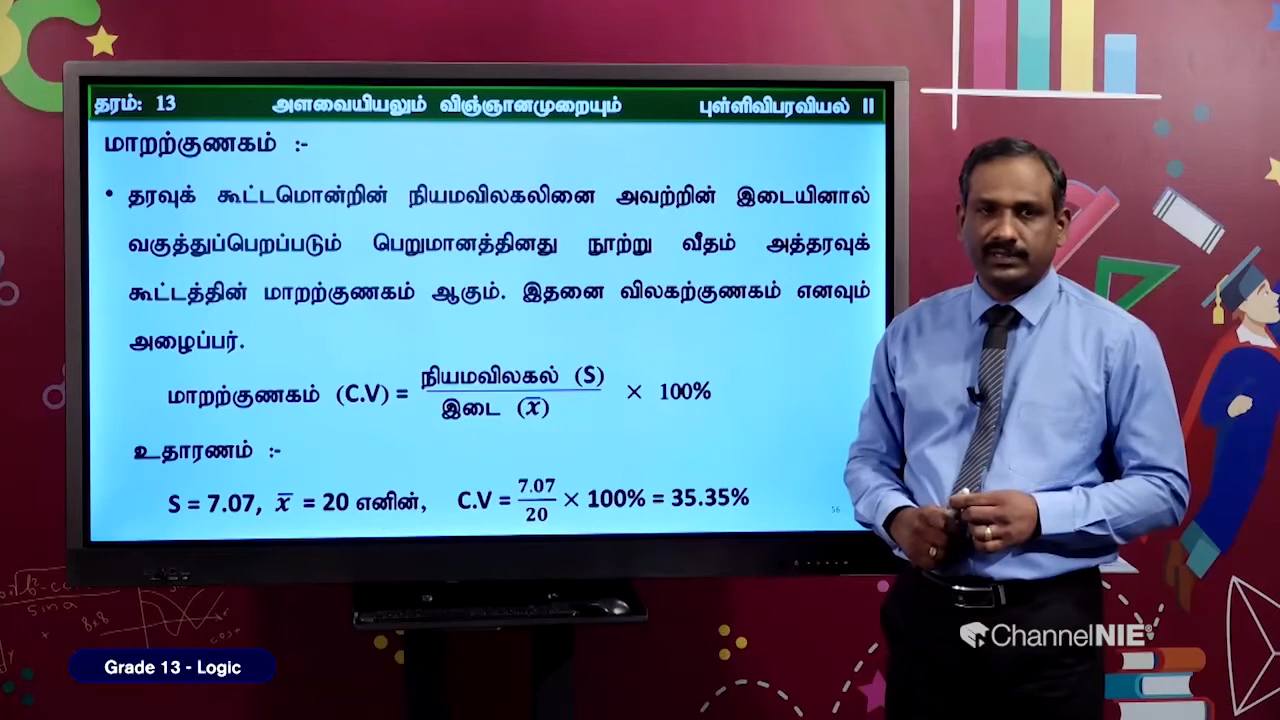 தரம்: 13 அளவையியலும் விஞ்ஞானமுறையும் புள்ளிவிபரவியல் II
மாறற்குணகம் :-
• தரவுக் கூட்டமொன்றின் நியமவிலகலினை அவற்றின் இடையினால்
வகுத்துப்பெறப்படும் பெறுமானத்தினது நூற்று வீதம் அத்தரவுக்
கூட்டத்தின் மாறற்குணகம் ஆகும். இதனை விலகற்குணகம் எனவும்
அழைப்பர்.
மாறற்குணகம் (C.V) = நியமவிலகல் (S) / இடை (x̅) × 100%
உதாரணம் :-
S = 7.07, x̅ = 20 எனின், C.V = 7.07/20 × 100% = 35.35%
56
ChannelNIE
Grade 13 - Logic